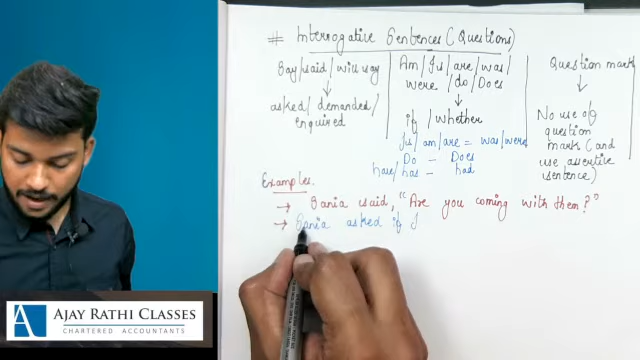 # Interrogative Sentences (Questions)
Say/said/will say
asked/demanded/
enquired
Am/Is/are/was/
were/do/Does
if/whether
Is/am/are = was/were
Do - Does
have/has - had
Question mark
No use of
question
mark (and
use assertive
sentence)
Examples.
→ Sania said, "Are you coming with them?"
→ Sania asked if I
AJAY RATHI CLASSES
CHARTERED ACCOUNTANTS